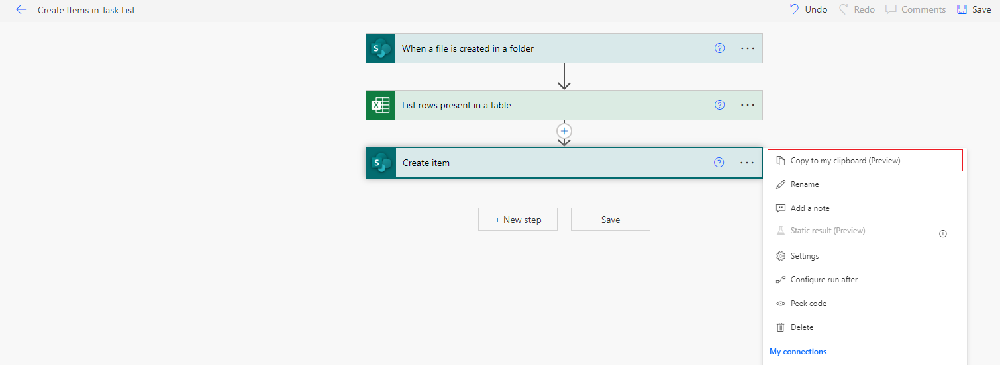 Create Items in Task List
Undo
Redo
Comments
Save
When a file is created in a folder
List rows present in a table
Create item
+ New step
Save
Copy to my clipboard (Preview)
Rename
Add a note
Static result (Preview)
Settings
Configure run after
Peek code
Delete
My connections